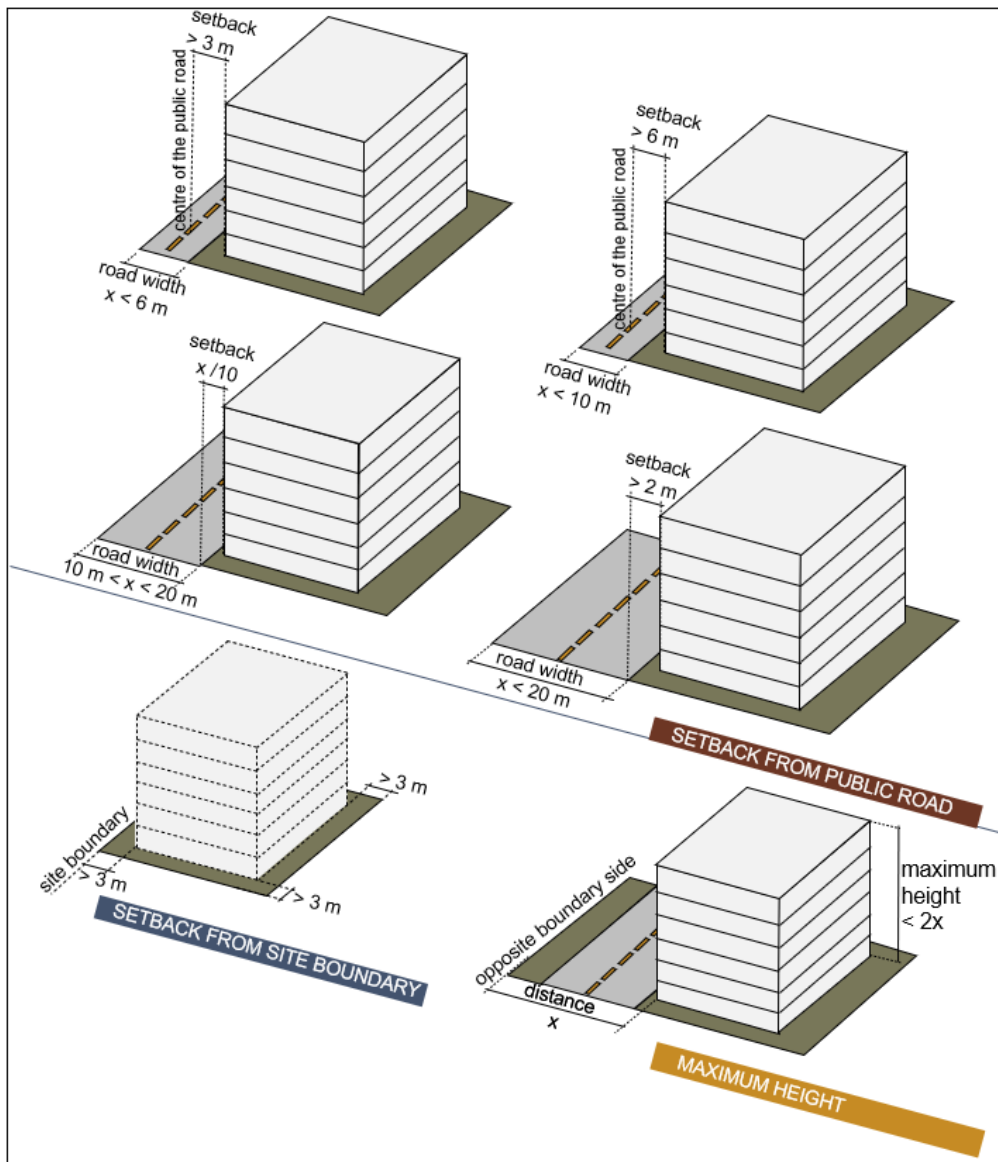 setback
> 3 m
centre of the public road
road width
x < 6 m
setback
> 6 m
centre of the public road
road width
x < 10 m
setback
x /10
road width
10 m < x < 20 m
setback
> 2 m
road width
x < 20 m
SETBACK FROM PUBLIC ROAD
> 3 m
site boundary
> 3 m
> 3 m
SETBACK FROM SITE BOUNDARY
opposite boundary side
maximum
height
< 2x
distance
x
MAXIMUM HEIGHT